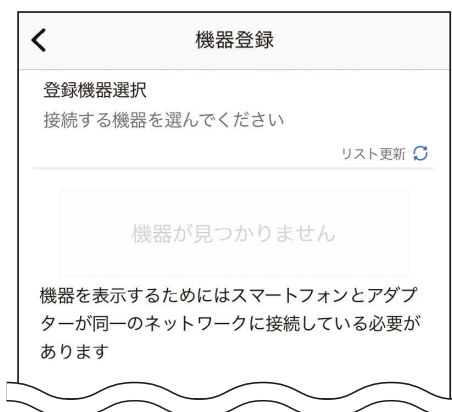 機器登録
登録機器選択
接続する機器を選んでください
リスト更新
機器が見つかりません
機器を表示するためにはスマートフォンとアダプ
ターが同一のネットワークに接続している必要が
あります